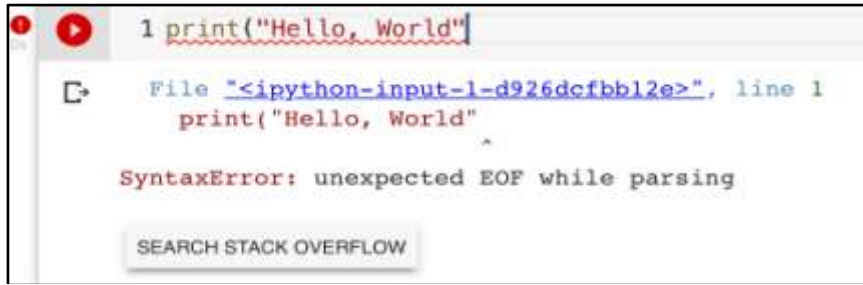 1 print("Hello, World"
File "<ipython-input-1-d926dcfbb12e>", line 1
print("Hello, World"
^
SyntaxError: unexpected EOF while parsing
SEARCH STACK OVERFLOW